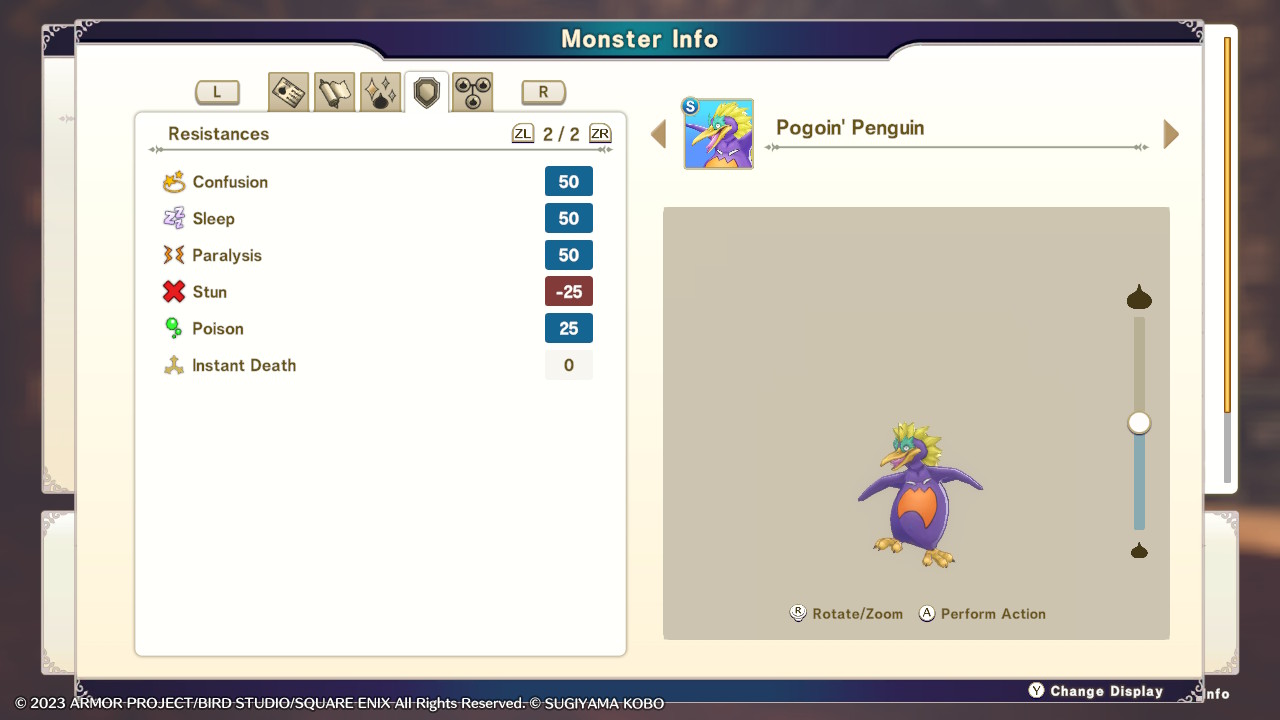 Monster Info
L
R
Resistances
ZL 2 / 2 ZR
Confusion 50
Sleep 50
Paralysis 50
Stun -25
Poison 25
Instant Death 0
S
Pogoin' Penguin
R Rotate/Zoom A Perform Action
Y Change Display
nfo
© 2023 ARMOR PROJECT/BIRD STUDIO/SQUARE ENIX All Rights Reserved. © SUGIYAMA KOBO